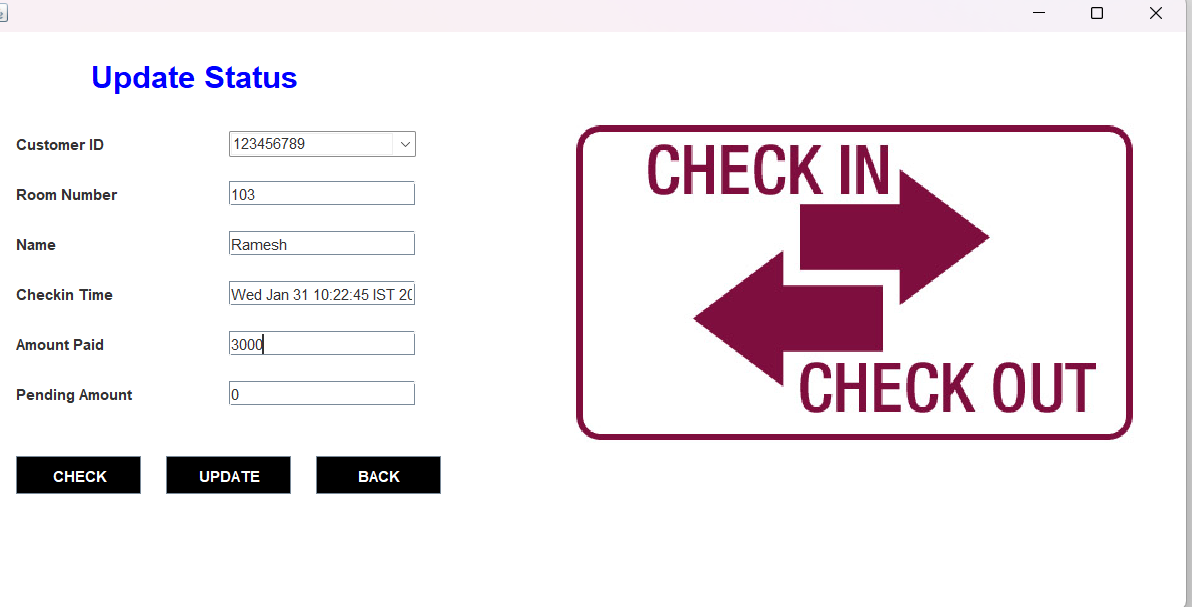 Update Status
Customer ID 123456789
Room Number 103
Name Ramesh
Checkin Time Wed Jan 31 10:22:45 IST 20
Amount Paid 3000
Pending Amount 0
CHECK UPDATE BACK
CHECK IN
CHECK OUT